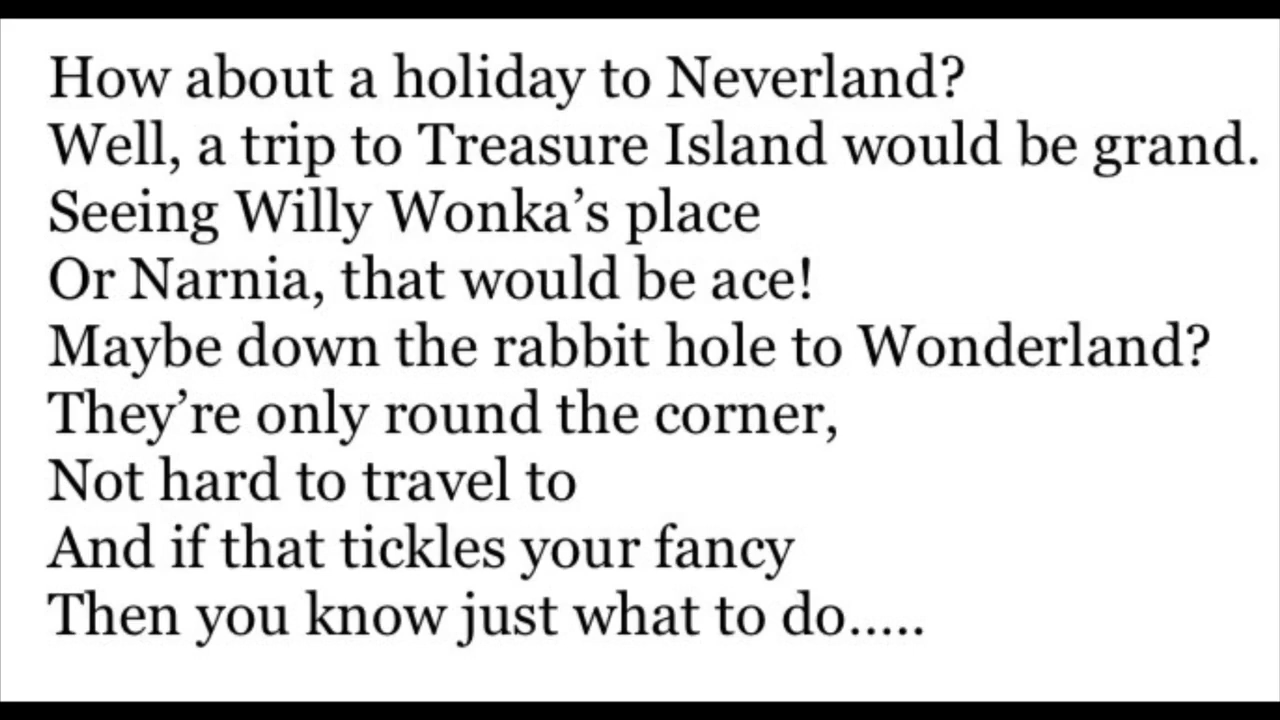 How about a holiday to Neverland?
Well, a trip to Treasure Island would be grand.
Seeing Willy Wonka’s place
Or Narnia, that would be ace!
Maybe down the rabbit hole to Wonderland?
They’re only round the corner,
Not hard to travel to
And if that tickles your fancy
Then you know just what to do.....